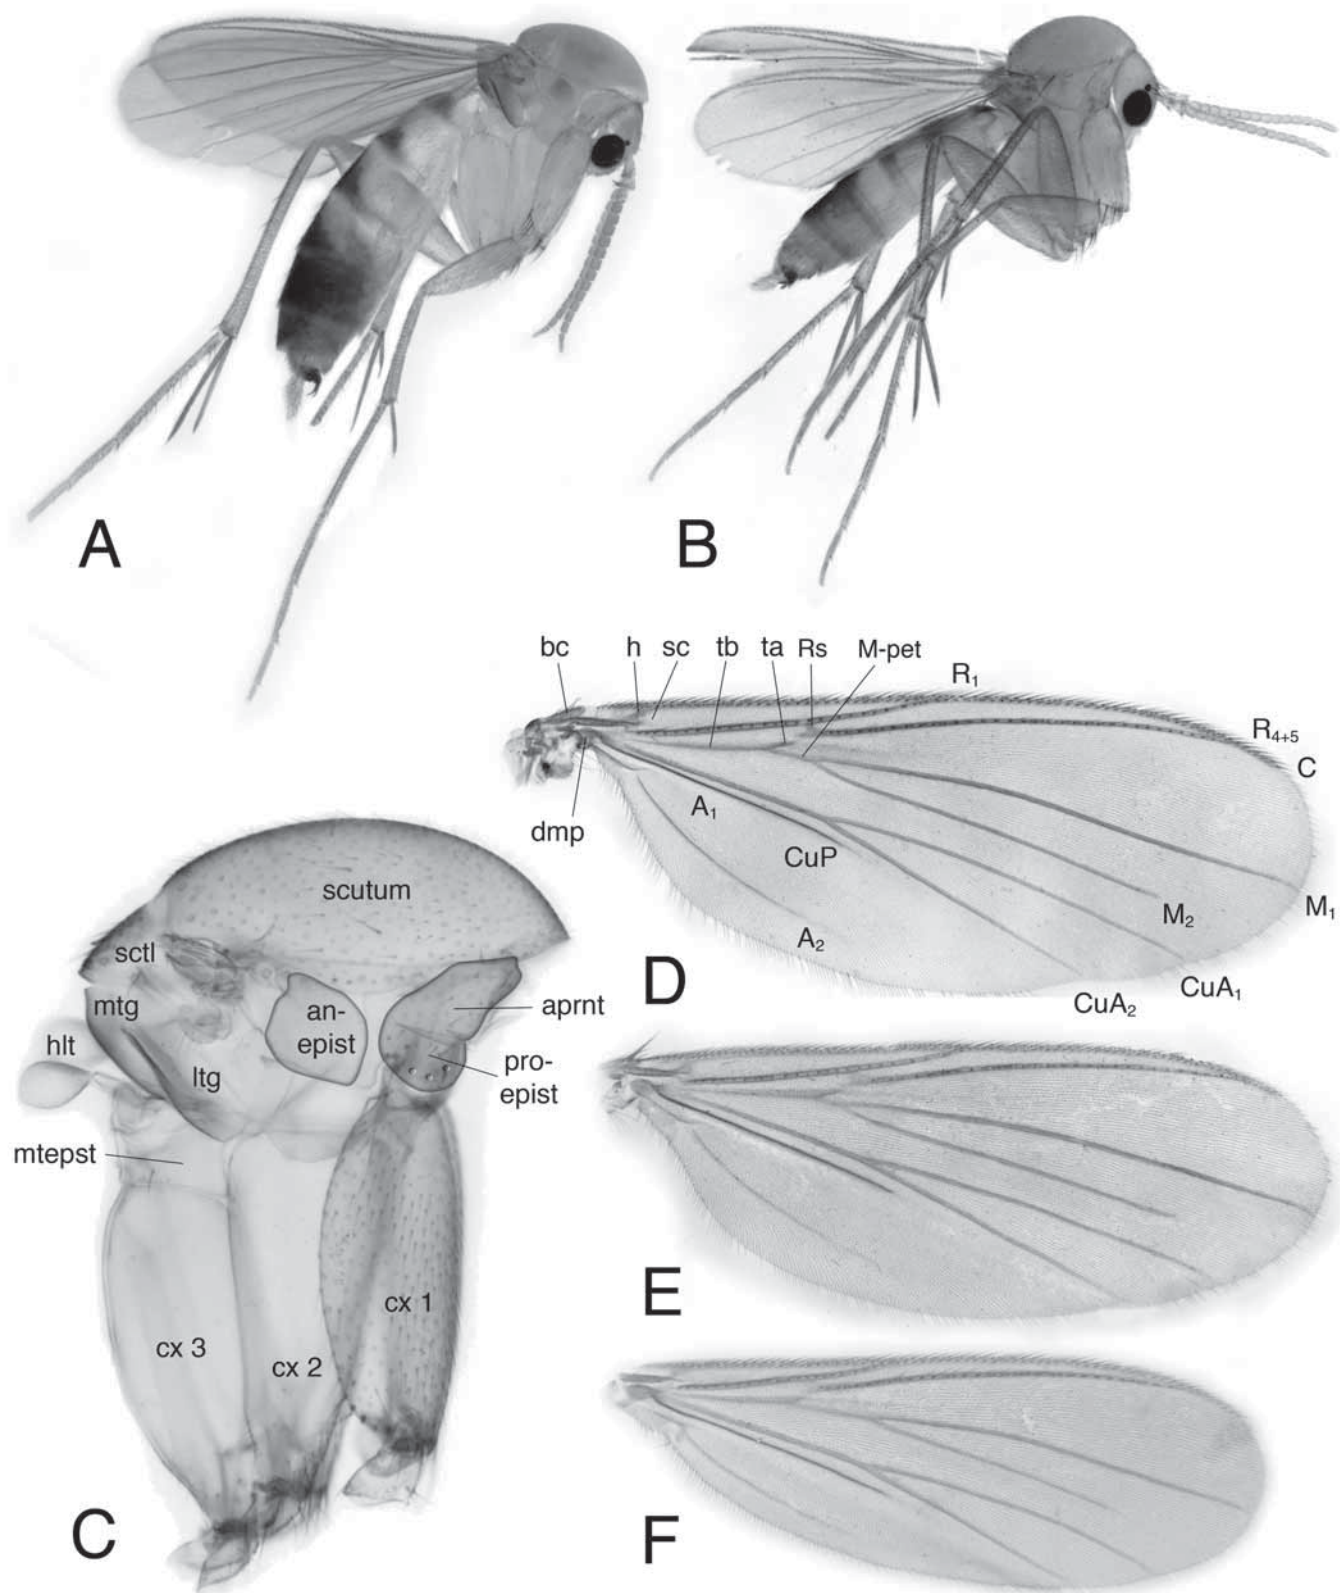 A
B
bc h sc tb ta Rs M-pet
R1
R4+5
C
dmp
A1
CuP
M2
M1
A2
D
CuA2
CuA1
scutum
sctl
mtg
hlt
an-
epist
aprnt
pro-
epist
ltg
mtepst
cx 1
cx 3
cx 2
C
E
F